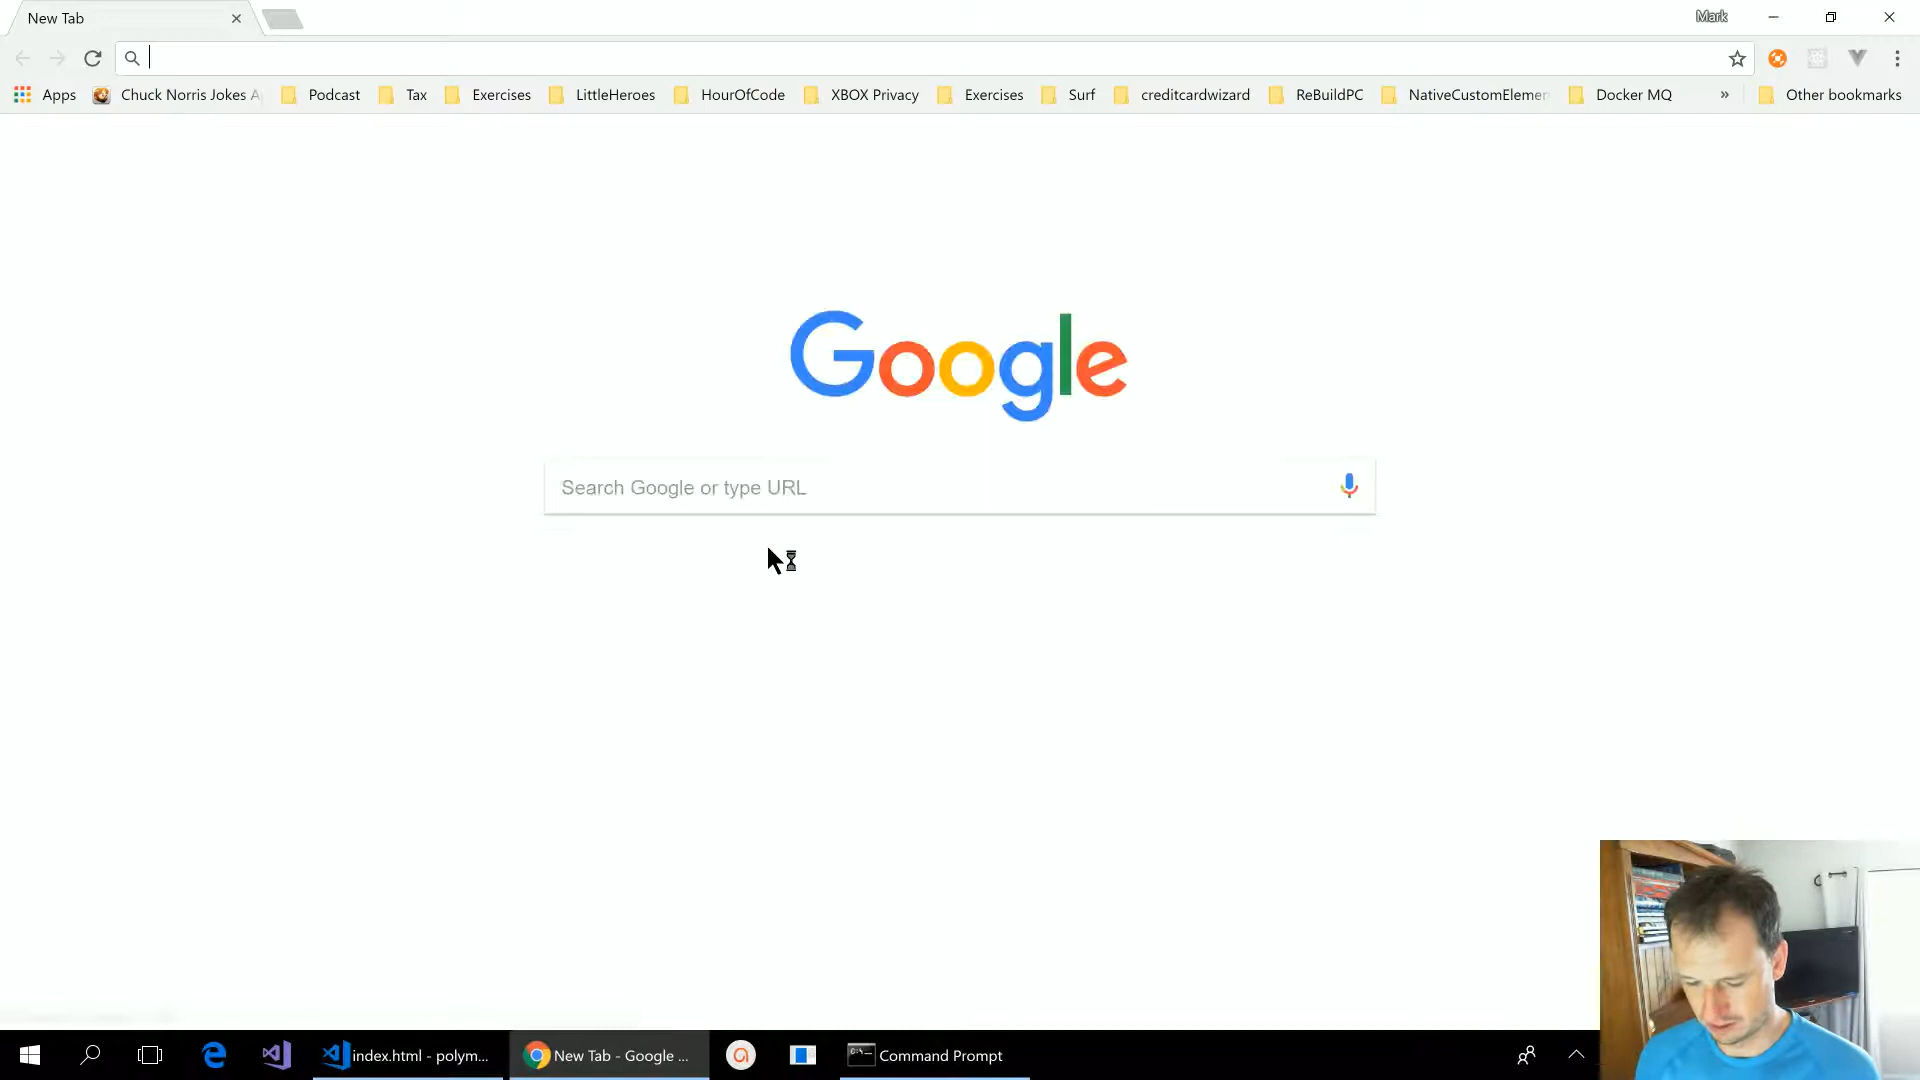 New Tab
Mark
Apps Chuck Norris Jokes A Podcast Tax Exercises LittleHeroes HourOfCode XBOX Privacy Exercises Surf creditcardwizard ReBuildPC NativeCustomElemen Docker MQ » Other bookmarks
Google
Search Google or type URL
index.html - polym... New Tab - Google ... Command Prompt